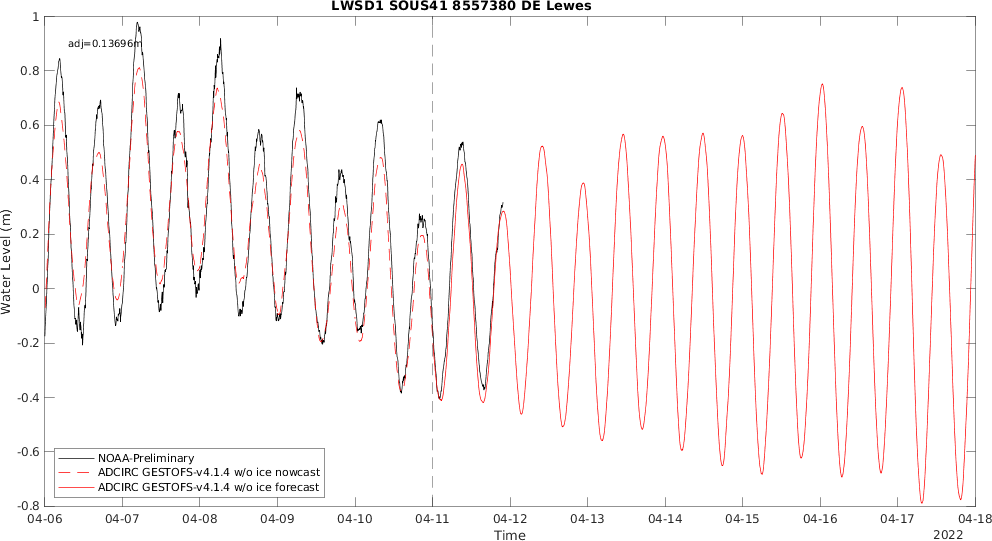 LWSD1 SOUS41 8557380 DE Lewes
adj=0.13696m
1
0.8
0.6
0.4
0.2
0
-0.2
-0.4
-0.6
-0.8
Water Level (m)
NOAA-Preliminary
ADCIRC GESTOFS-v4.1.4 w/o ice nowcast
ADCIRC GESTOFS-v4.1.4 w/o ice forecast
04-06 04-07 04-08 04-09 04-10 04-11 04-12 04-13 04-14 04-15 04-16 04-17 04-18
Time
2022